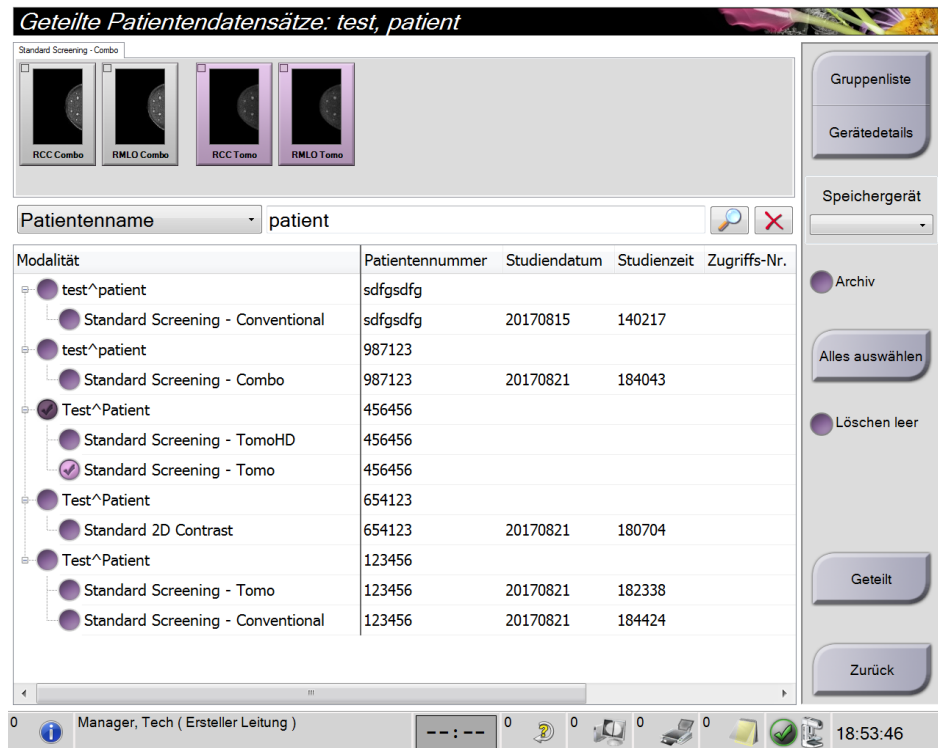 Geteilte Patientendatensätze: test, patient
Standard Screening - Combo
RCC Combo RMLO Combo RCC Tomo RMLO Tomo
Gruppenliste
Gerätedetails
Speichergerät
Patientenname patient
Modalität Patientennummer Studiendatum Studienzeit Zugriffs-Nr.
test^patient sdfgsdfg
Standard Screening - Conventional sdfgsdfg 20170815 140217
test^patient 987123
Standard Screening - Combo 987123 20170821 184043
Test^Patient 456456
Standard Screening - TomoHD 456456
Standard Screening - Tomo 456456
Test^Patient 654123
Standard 2D Contrast 654123 20170821 180704
Test^Patient 123456
Standard Screening - Tomo 123456 20170821 182338
Standard Screening - Conventional 123456 20170821 184424
Archiv
Alles auswählen
Löschen leer
Geteilt
Zurück
0 Manager, Tech ( Ersteller Leitung ) --:-- 0 0 0 0 18:53:46